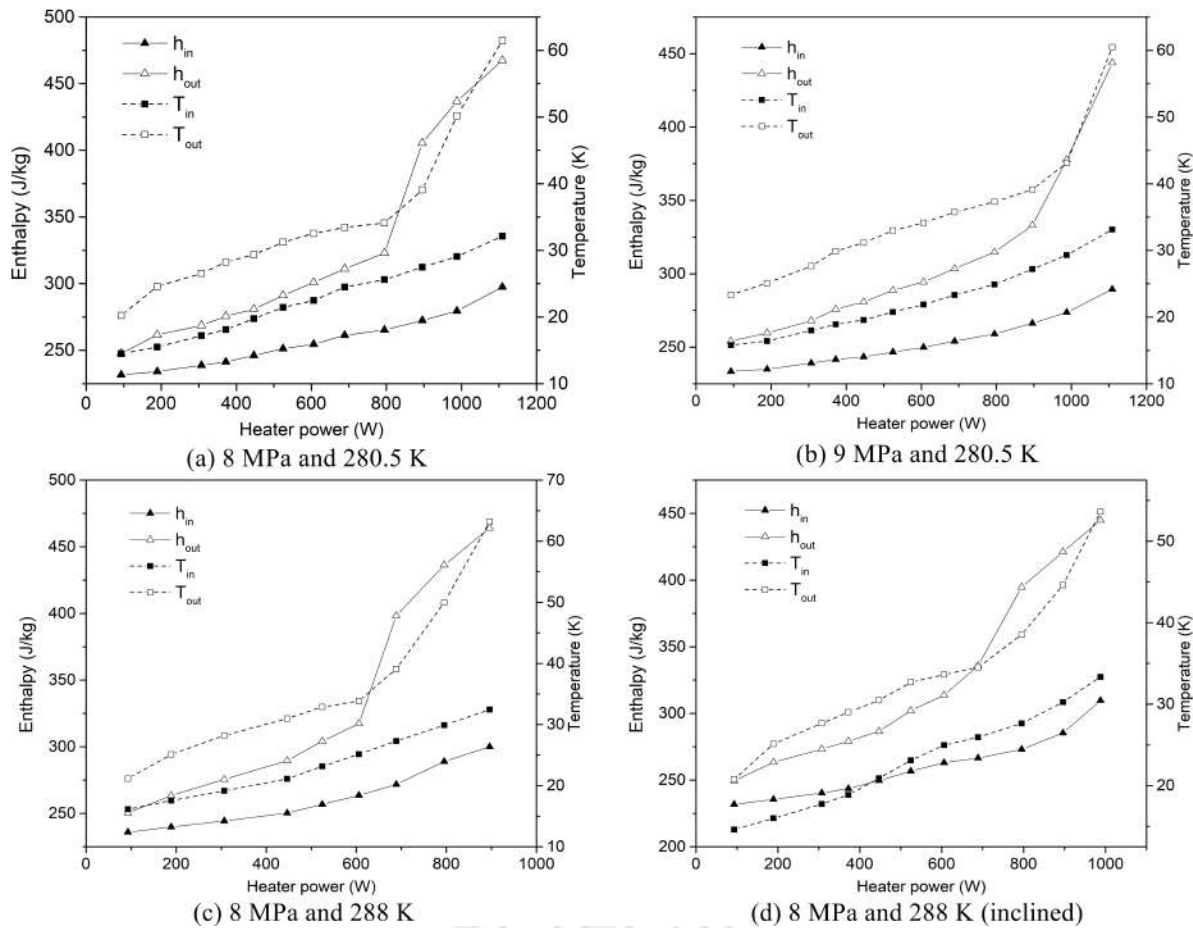 500
450
400
350
300
250
Enthalpy (J/kg)
h_in
h_out
T_in
T_out
60
50
40
30
20
10
Temperature (K)
0 200 400 600 800 1000 1200
Heater power (W)
(a) 8 MPa and 280.5 K
450
400
350
300
250
Enthalpy (J/kg)
h_in
h_out
T_in
T_out
60
50
40
30
20
10
Temperature (K)
0 200 400 600 800 1000 1200
Heater power (W)
(b) 9 MPa and 280.5 K
500
450
400
350
300
250
Enthalpy (J/kg)
h_in
h_out
T_in
T_out
70
60
50
40
30
20
10
Temperature (K)
0 200 400 600 800 1000
Heater power (W)
(c) 8 MPa and 288 K
450
400
350
300
250
200
Enthalpy (J/kg)
h_in
h_out
T_in
T_out
50
40
30
20
Temperature (K)
0 200 400 600 800 1000
Heater power (W)
(d) 8 MPa and 288 K (inclined)